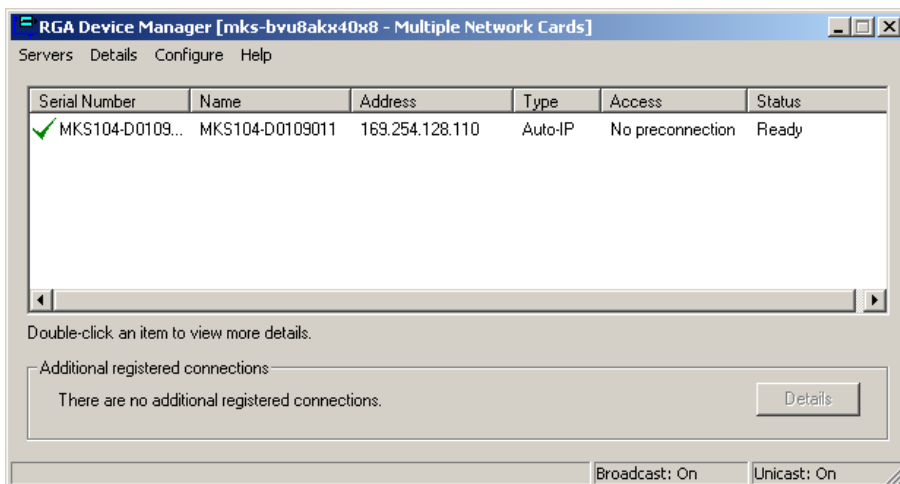 RGA Device Manager [mks-bvu8akx40x8 - Multiple Network Cards]
Servers Details Configure Help
Serial Number Name Address Type Access Status
MKS104-D0109... MKS104-D0109011 169.254.128.110 Auto-IP No preconnection Ready
Double-click an item to view more details.
Additional registered connections
There are no additional registered connections. Details
Broadcast: On Unicast: On